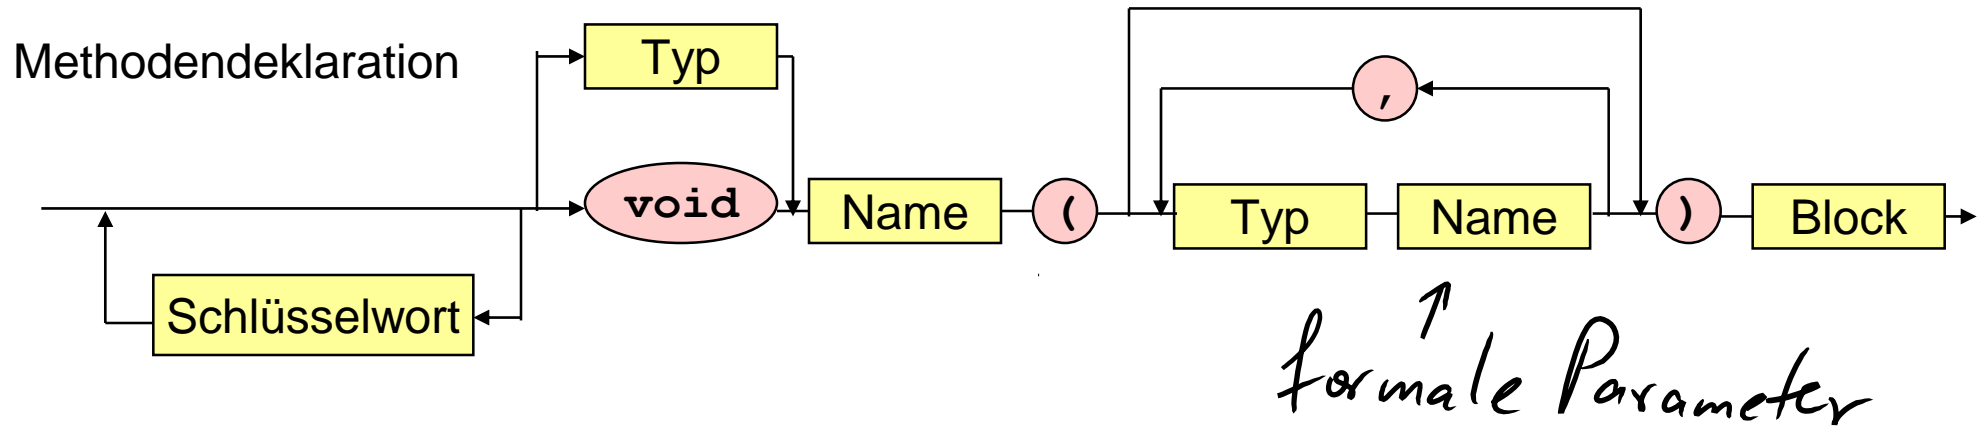 Methodendeklaration
Typ
,
void Name ( Typ Name ) Block
Schlüsselwort
formale Parameter